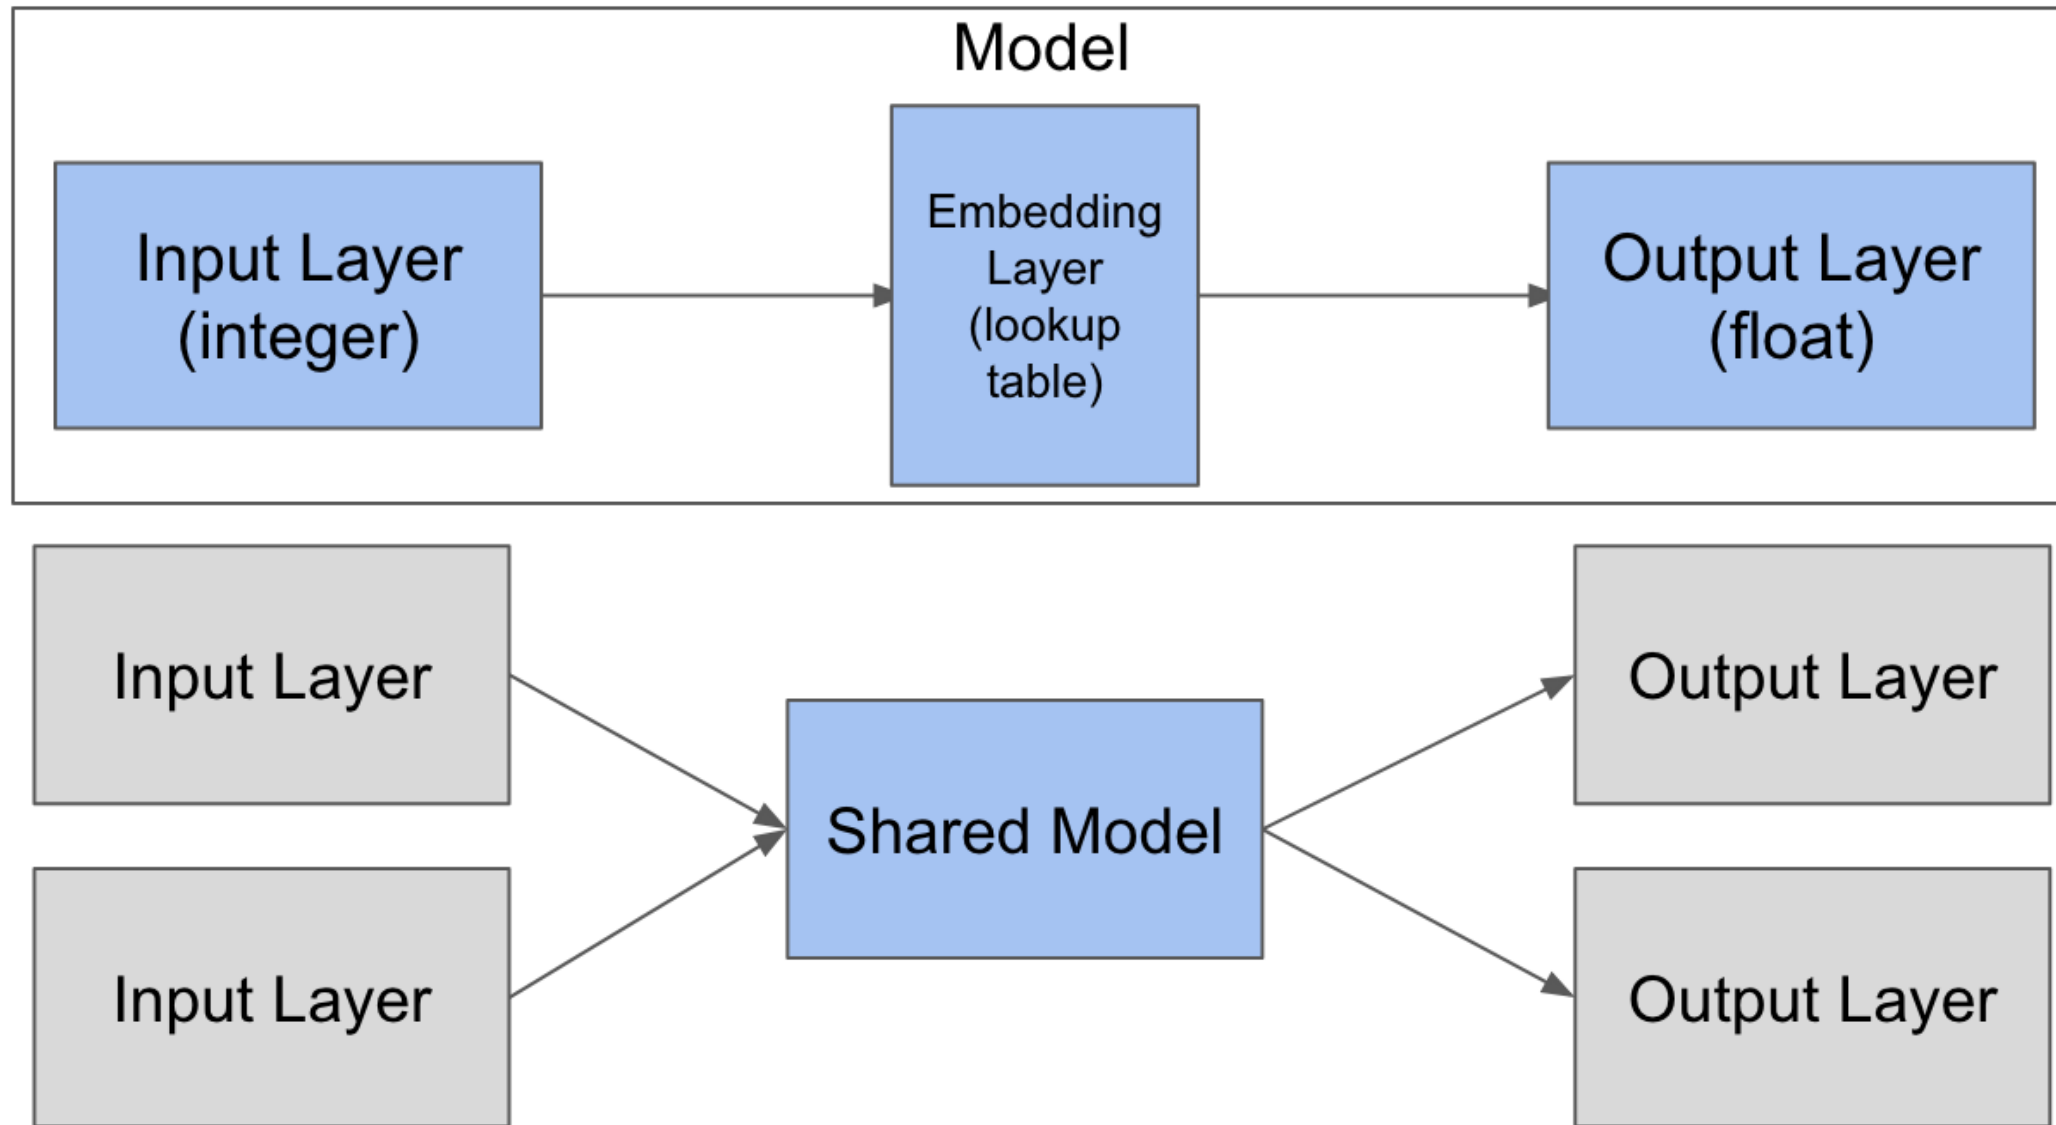 Model
Input Layer
(integer)
Embedding
Layer
(lookup
table)
Output Layer
(float)
Input Layer
Shared Model
Output Layer
Input Layer
Output Layer